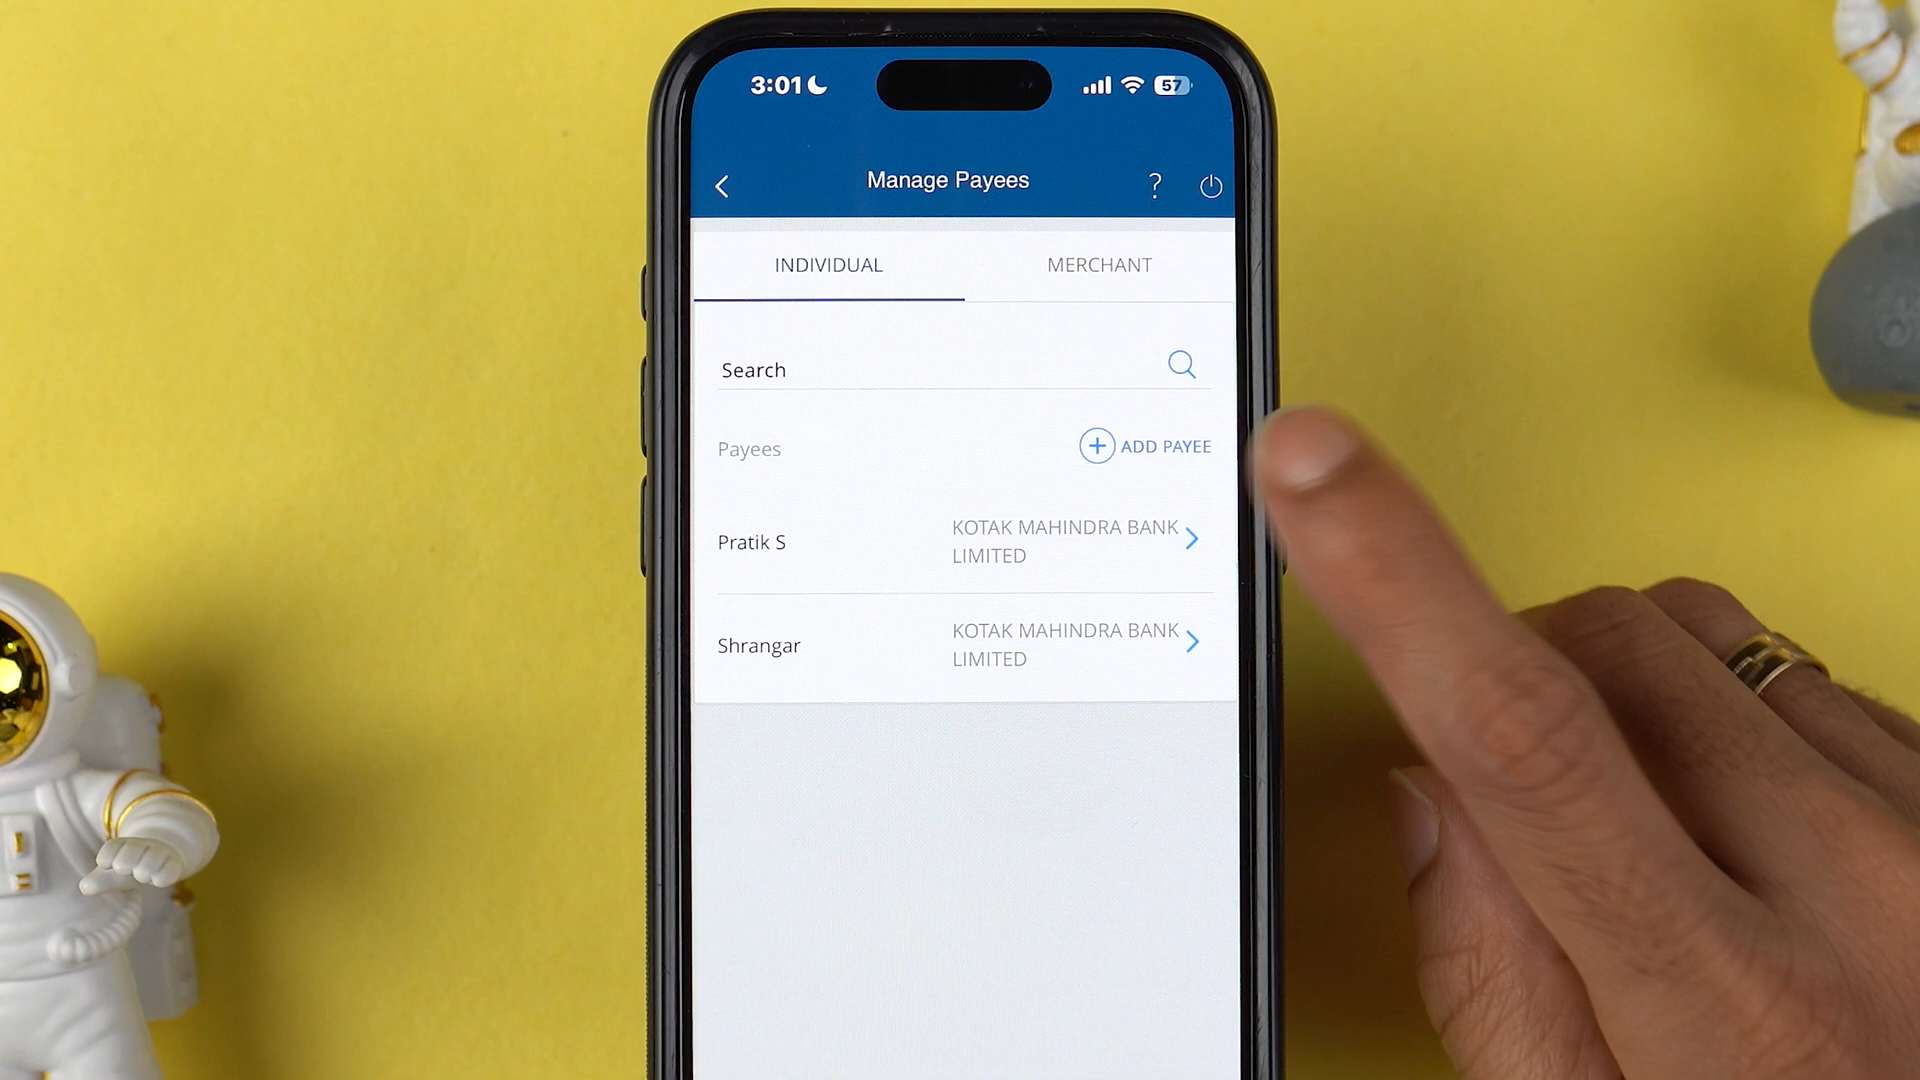 3:01
57
Manage Payees
?
INDIVIDUAL
MERCHANT
Search
Payees
+ ADD PAYEE
Pratik S
KOTAK MAHINDRA BANK
LIMITED
Shrangar
KOTAK MAHINDRA BANK
LIMITED